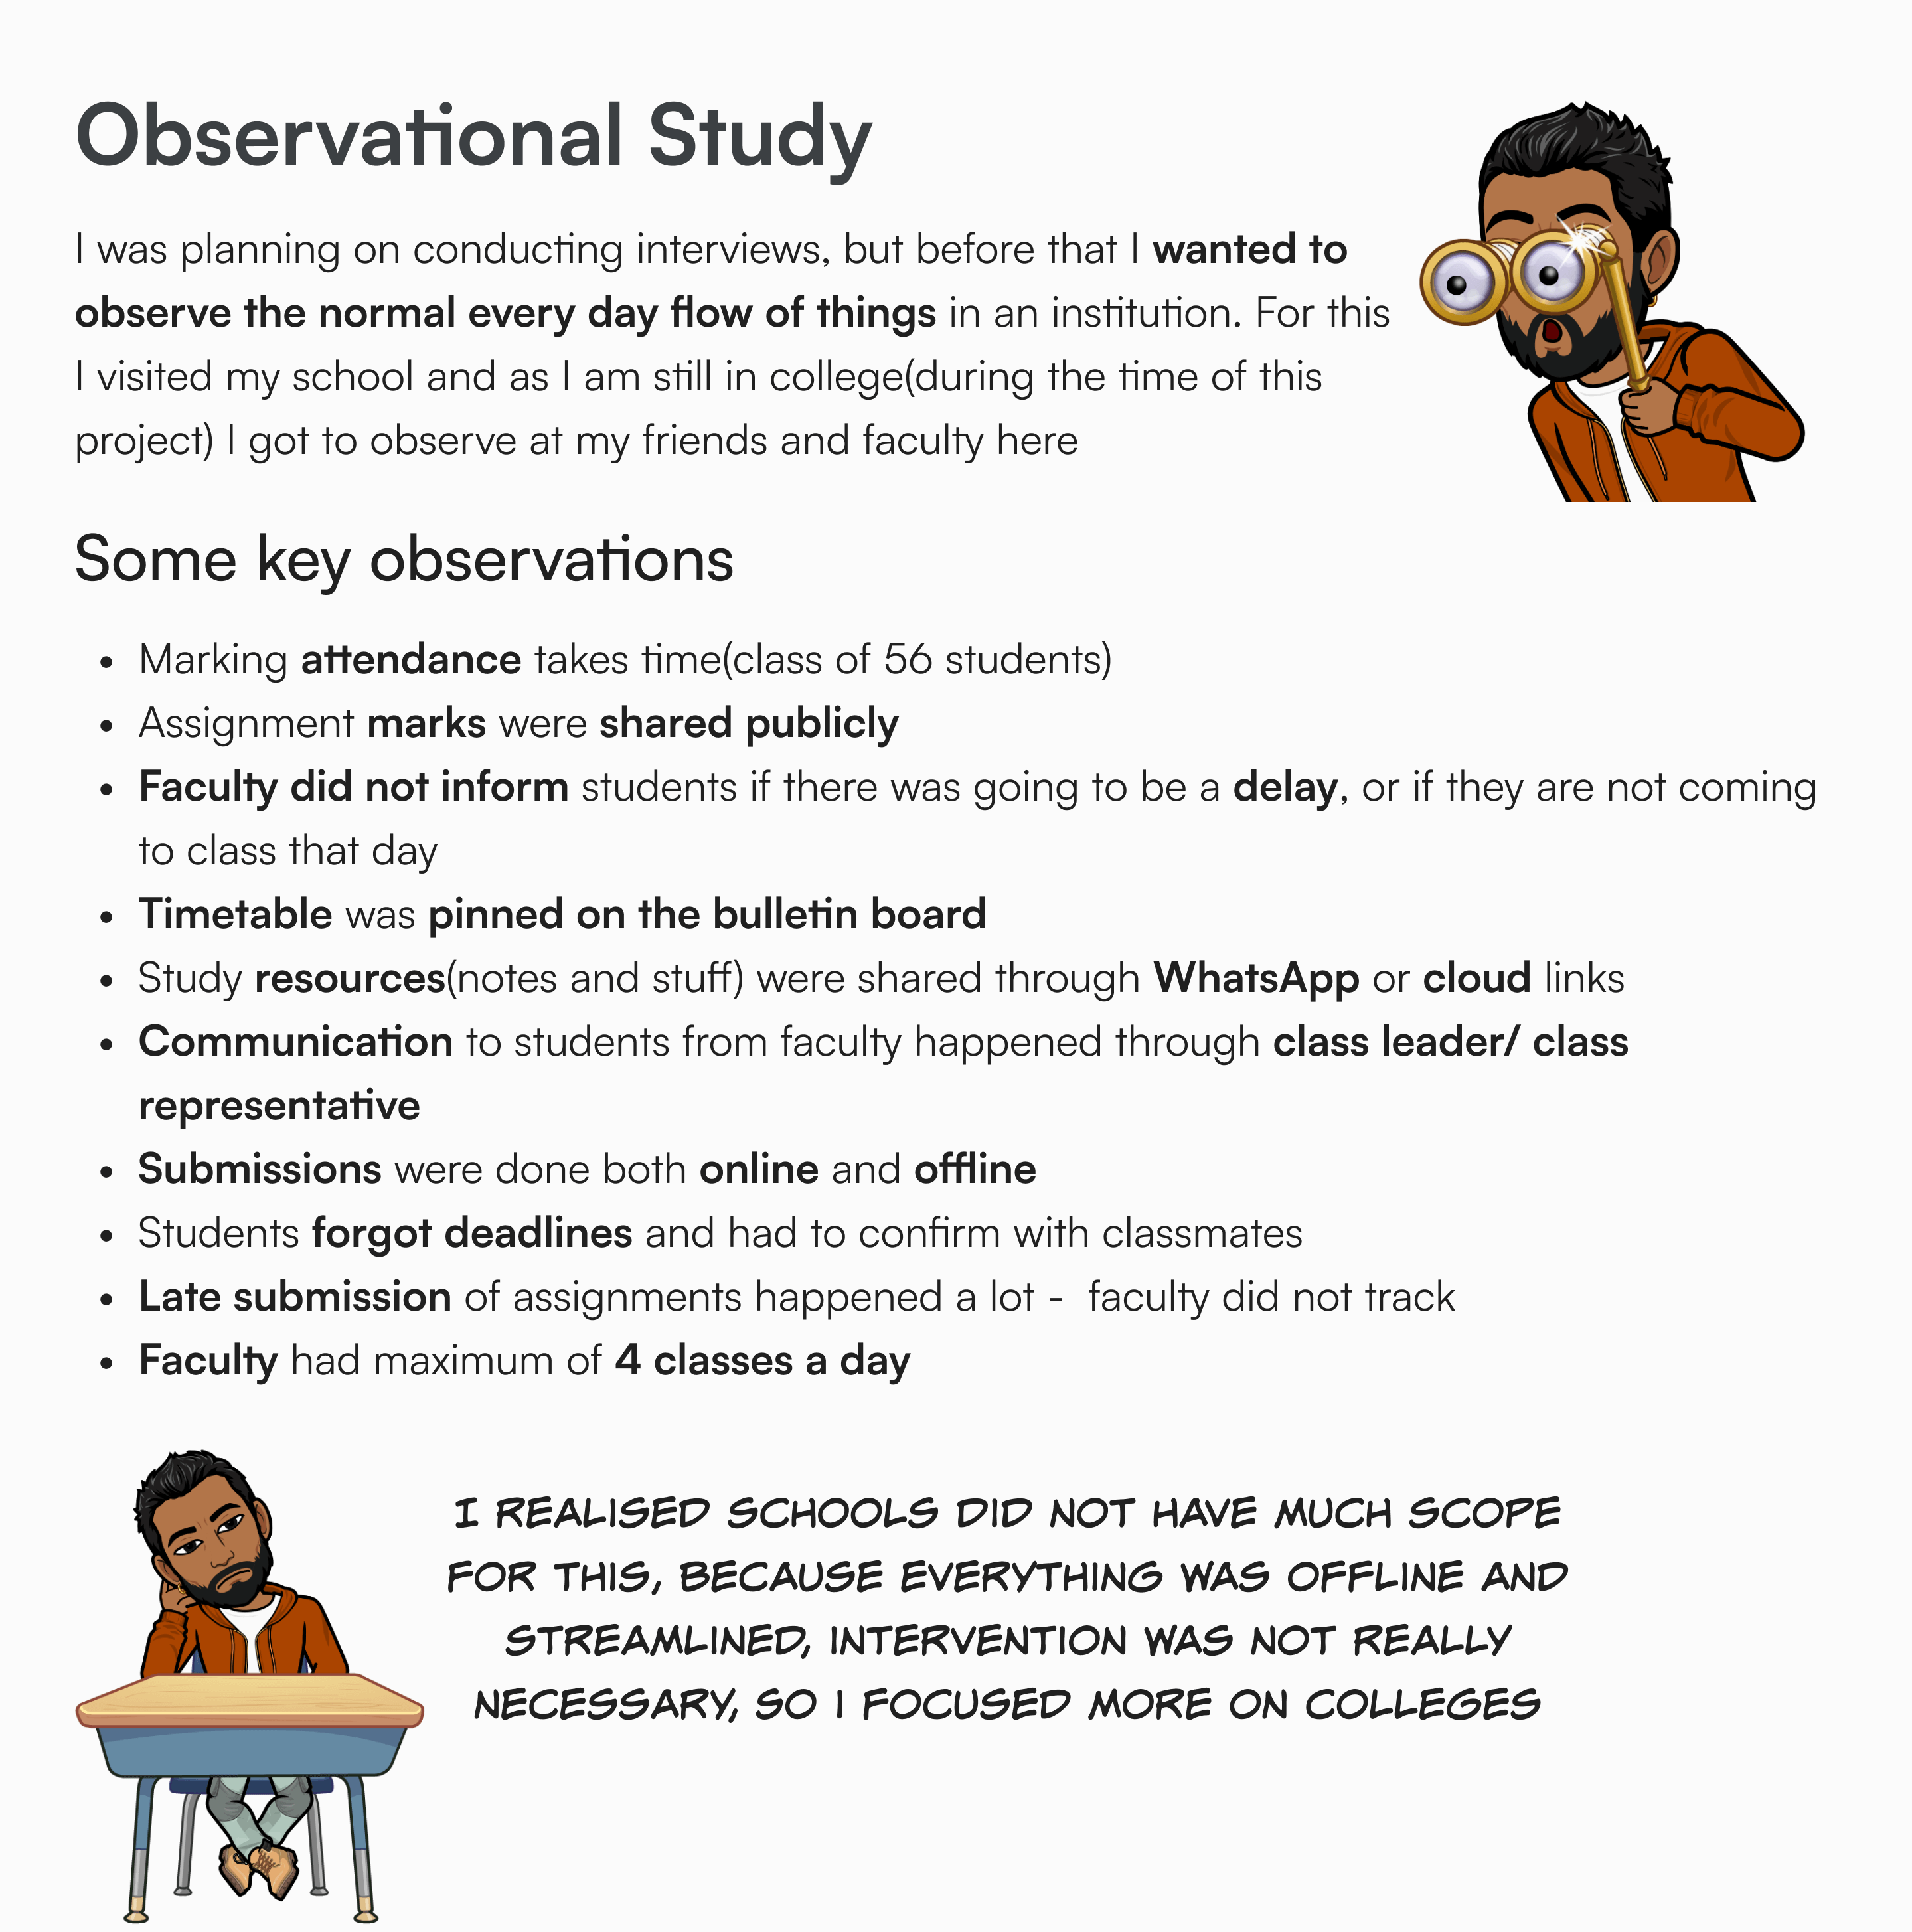 Observational Study
I was planning on conducting interviews, but before that I wanted to
observe the normal every day flow of things in an institution. For this
I visited my school and as I am still in college(during the time of this
project) I got to observe at my friends and faculty here
Some key observations
• Marking attendance takes time(class of 56 students)
• Assignment marks were shared publicly
• Faculty did not inform students if there was going to be a delay, or if they are not coming
to class that day
• Timetable was pinned on the bulletin board
• Study resources(notes and stuff) were shared through WhatsApp or cloud links
• Communication to students from faculty happened through class leader/ class
representative
• Submissions were done both online and offline
• Students forgot deadlines and had to confirm with classmates
• Late submission of assignments happened a lot -  faculty did not track
• Faculty had maximum of 4 classes a day
I REALISED SCHOOLS DID NOT HAVE MUCH SCOPE
FOR THIS, BECAUSE EVERYTHING WAS OFFLINE AND
STREAMLINED, INTERVENTION WAS NOT REALLY
NECESSARY, SO I FOCUSED MORE ON COLLEGES